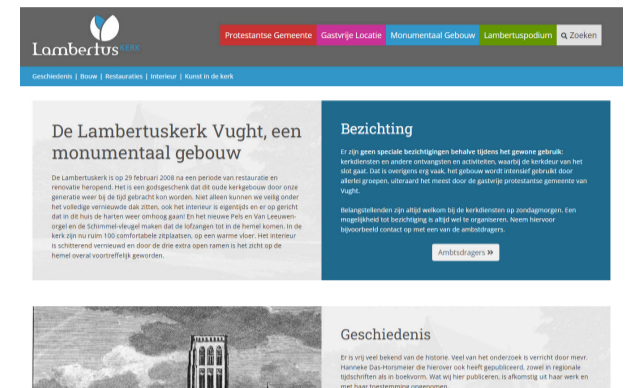 Lambertus KERK
Protestantse Gemeente
Gastvrije Locatie
Monumentaal Gebouw
Lambertuspodium
Zoeken
Geschiedenis | Bouw | Restauraties | Interieur | Kunst in de kerk
De Lambertuskerk Vught, een
monumentaal gebouw
De Lambertuskerk is op 29 februari 2008 na een periode van restauratie en
renovatie heropend. Het is een godsgeschenk dat dit oude kerkgebouw door onze
generatie weer bij de tijd gebracht kon worden. Niet alleen kunnen we veilig onder
het volledige vernieuwde dak zitten, ook het interieur is eigentijds en er op gericht
dat in dit huis de harten weer omhoog gaan! En het nieuwe Pels en Van Leeuwen-
orgel en de Schimmel-vleugel maken dat de lofzangen tot in de hemel komen. In de
kerk zijn nu ruim 100 comfortabele zitplaatsen, op een warme vloer. Het interieur
is schitterend vernieuwd en door de drie extra open ramen is het zicht op de
hemel overal voortreffelijk geworden.
Bezichting
Er zijn geen speciale bezichtigingen behalve tijdens het gewone gebruik:
kerkdiensten en andere ontvangsten en activiteiten, waarbij de kerkdeur van het
slot gaat. Dat is overigens erg vaak, het gebouw wordt intensief gebruikt door
allerlei groepen, uiteraard het meest door de gastvrije protestantse gemeente van
Vught.
Belangstellenden zijn altijd welkom bij de kerkdiensten op zondagmorgen. Een
mogelijkheid tot bezichtiging is altijd wel te organiseren. Neem hiervoor
bijvoorbeeld contact op met een van de ambstdragers.
Ambtsdragers »
Geschiedenis
Er is vrij veel bekend van de historie. Veel van het onderzoek is verricht door mevr.
Hanneke Das-Horsmeier die hierover ook heeft gepubliceerd, zowel in regionale
tijdschriften als in boekvorm. Wat wij hier publiceren, is afkomstig uit haar werk en
met haar toestemming opgenomen.